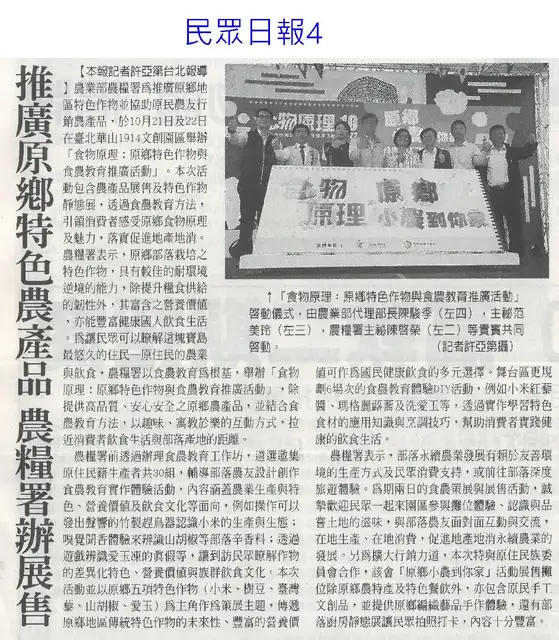 民眾日報4
推廣原鄉特色農產品 農糧署辦展售
【本報記者許亞第台北報導
】農業部農糧署為推廣原鄉地
區特色作物並協助原民農友行
銷農產品,於10月21日及22日
在臺北華山1914文創園區舉辦
「食物原理:原鄉特色作物與
食農教育推廣活動」。本次活
動包含農產品展售及特色作物
靜態展,透過食農教育方法,
引領消費者感受原鄉食物原理
及魅力,落實促進地產地消。
農糧署表示,原鄉部落栽培之
特色作物,具有較佳的耐環境
逆境的能力,除提升糧食供給
的韌性外,其富含之營養價值
,亦能豐富健康國人飲食生活
。為讓民眾可以瞭解這塊寶島
最悠久的住民—原住民的農業
與飲食,農糧署以食農教育為根基,舉辦「食物
原理:原鄉特色作物與食農教育推廣活動」,除
提供高品質、安心安全之原鄉農產品,並結合食
農教育方法,以趣味、寓教於樂的互動方式,拉
近消費者飲食生活與部落產地的距離。
農糧署前透過辦理食農教育工作坊,遴選邀集
原住民籍生產者共30組,輔導部落農友設計創作
食農教育實作體驗活動,內容涵蓋農業生產與特
色、營養價值及飲食文化等面向,例如操作可以
發出聲響的竹製趕鳥器認識小米的生產與生態;
嗅覺聞香體驗來辨識山胡椒等部落辛香料;透過
遊戲辨識愛玉凍的真假等,讓到訪民眾瞭解作物
的差異化特色、營養價值與族群飲食文化。本次
活動並以原鄉五項特色作物(小米、樹豆、臺灣
藜、山胡椒、愛玉)為主角作為策展主題,傳遞
原鄉地區傳統特色作物的未來性、豐富的營養價
食物原理
原鄉
食物
原理
原鄉
小農到你家
↑「食物原理:原鄉特色作物與食農教育推廣活動」
啓動儀式,由農業部代理部長陳駿季(左四),主祕范
美玲(左三),農糧署主祕陳啓榮(左二)等貴賓共同
啓動。 (記者許亞第攝)
值可作為國民健康飲食的多元選擇。舞台區更規
劃6場次的食農教育體驗DIY活動,例如小米紅藜
醬、瑪格麗蕗蕎及洗愛玉等,透過實作學習特色
食材的應用知識與烹調技巧,幫助消費者實踐健
康的飲食生活。
農糧署表示,部落永續農業發展有賴於友善環
境的生產方式及民眾消費支持,或前往部落深度
旅遊體驗。為期兩日的食農策展與展售活動,誠
摯歡迎民眾一起來園區參與攤位體驗、認識與品
嘗土地的滋味,與部落農友面對面互動與交流,
在地生產、在地消費,促進地產地消永續農業的
發展。另為擴大行銷力道,本次特與原住民族委
員會合作,該會「原鄉小農到你家」活動展售攤
位除原鄉農特產及特色餐飲外,亦包含原民手工
文創品,並提供原鄉編織藝品手作體驗,還有部
落廚房靜態展讓民眾拍照打卡,內容十分豐富。